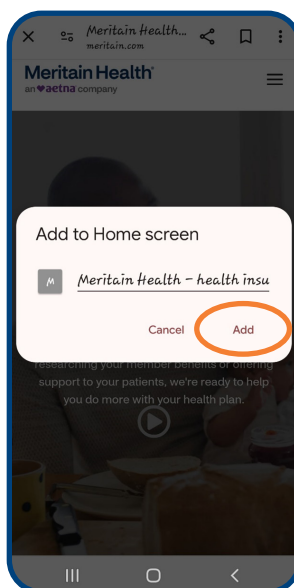 Meritain Health...
meritain.com
Meritain Health®
an ♥aetna company
Add to Home screen
M Meritain Health – health insu
Cancel Add
researching your member benefits or offering
support to your patients, we're ready to help
you do more with your health plan.